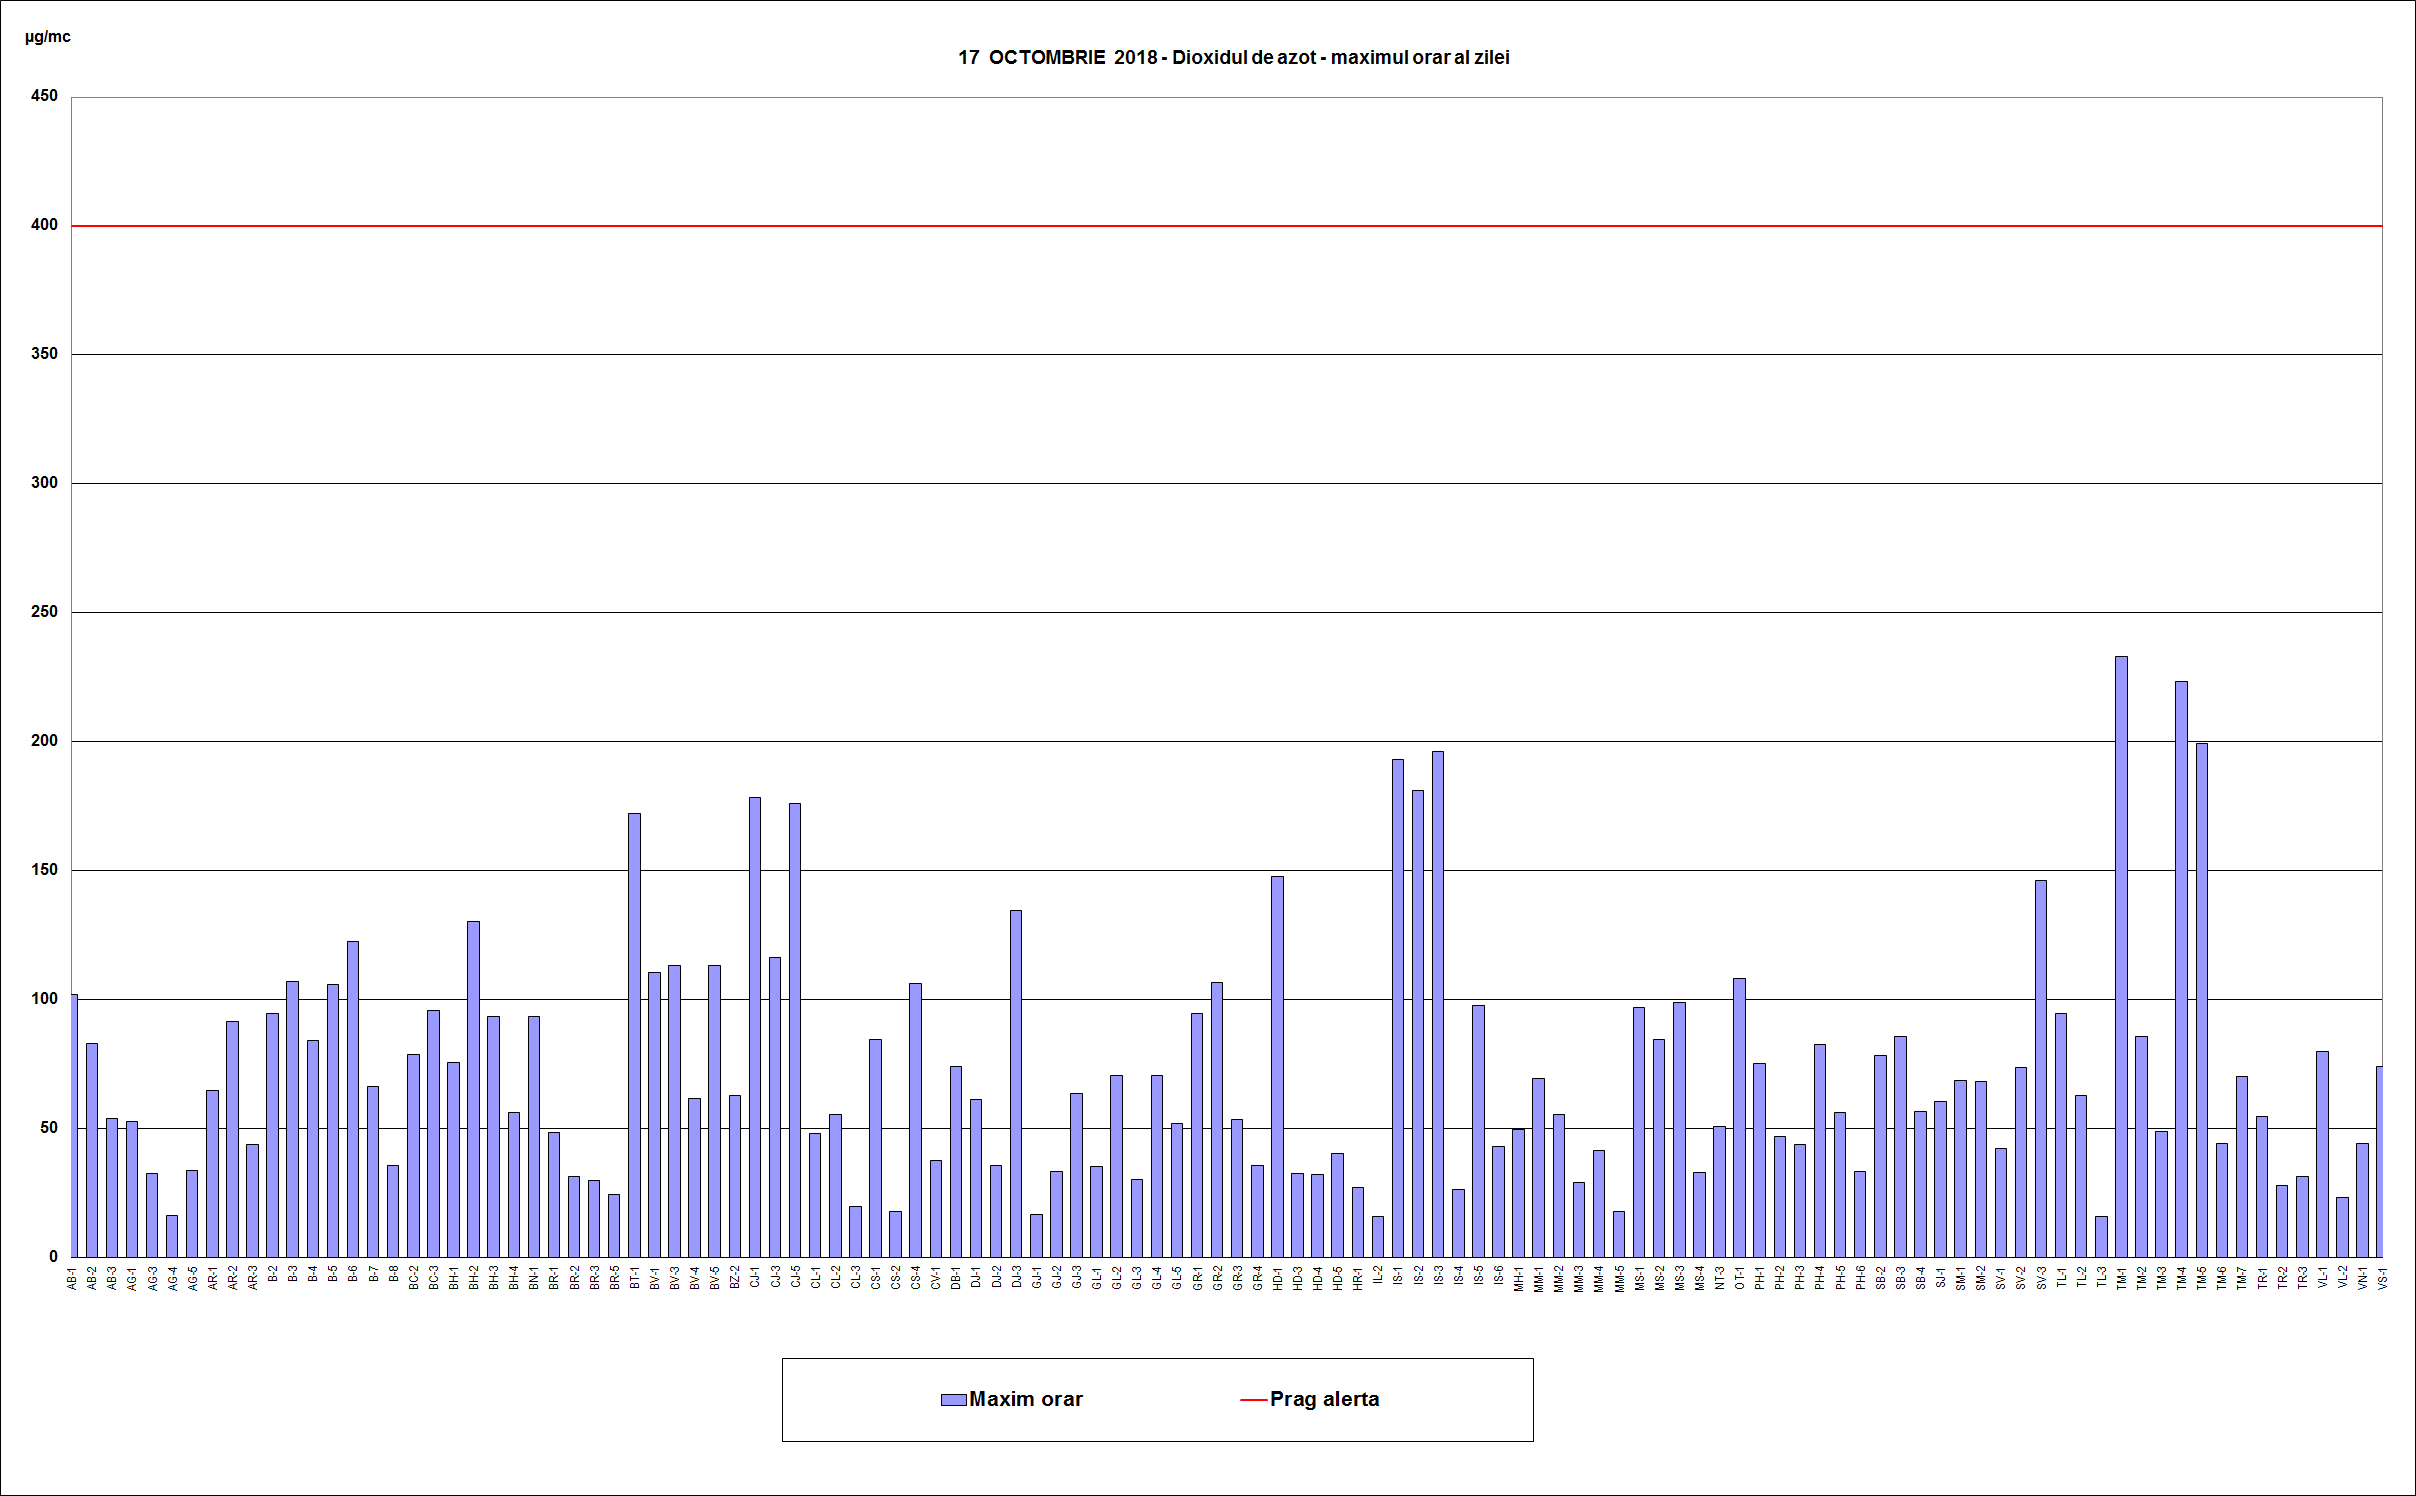 µg/mc
17 OCTOMBRIE 2018 - Dioxidul de azot - maximul orar al zilei
450
400
350
300
250
200
150
100
50
0
AB-1 AB-2 AB-3 AG-1 AG-3 AG-4 AG-5 AR-1 AR-2 AR-3 B-2 B-3 B-4 B-5 B-6 B-7 B-8 BC-2 BC-3 BH-1 BH-2 BH-3 BH-4 BN-1 BR-1 BR-2 BR-3 BR-5 BT-1 BV-1 BV-3 BV-4 BV-5 BZ-2 CJ-1 CJ-3 CJ-5 CL-1 CL-2 CL-3 CS-1 CS-2 CS-4 CV-1 DB-1 DJ-1 DJ-2 DJ-3 GJ-1 GJ-2 GJ-3 GL-1 GL-2 GL-3 GL-4 GL-5 GR-1 GR-2 GR-3 GR-4 HD-1 HD-3 HD-4 HD-5 HR-1 IL-2 IS-1 IS-2 IS-3 IS-4 IS-5 IS-6 MH-1 MM-1 MM-2 MM-3 MM-4 MM-5 MS-1 MS-2 MS-3 MS-4 NT-3 OT-1 PH-1 PH-2 PH-3 PH-4 PH-5 PH-6 SB-2 SB-3 SB-4 SJ-1 SM-1 SM-2 SV-1 SV-2 SV-3 TL-1 TL-2 TL-3 TM-1 TM-2 TM-3 TM-4 TM-5 TM-6 TM-7 TR-1 TR-2 TR-3 VL-1 VL-2 VN-1 VS-1
Maxim orar Prag alerta